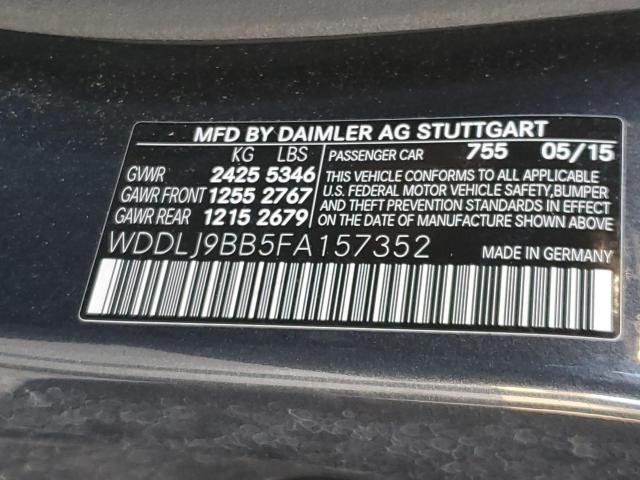 MFD BY DAIMLER AG STUTTGART
KG LBS
GVWR 2425 5346
GAWR FRONT 1255 2767
GAWR REAR 1215 2679
PASSENGER CAR 755 05/15
THIS VEHICLE CONFORMS TO ALL APPLICABLE
U.S. FEDERAL MOTOR VEHICLE SAFETY,BUMPER
AND THEFT PREVENTION STANDARDS IN EFFECT
ON THE DATE OF MANUFACTURE SHOWN ABOVE.
WDDLJ9BB5FA157352
MADE IN GERMANY